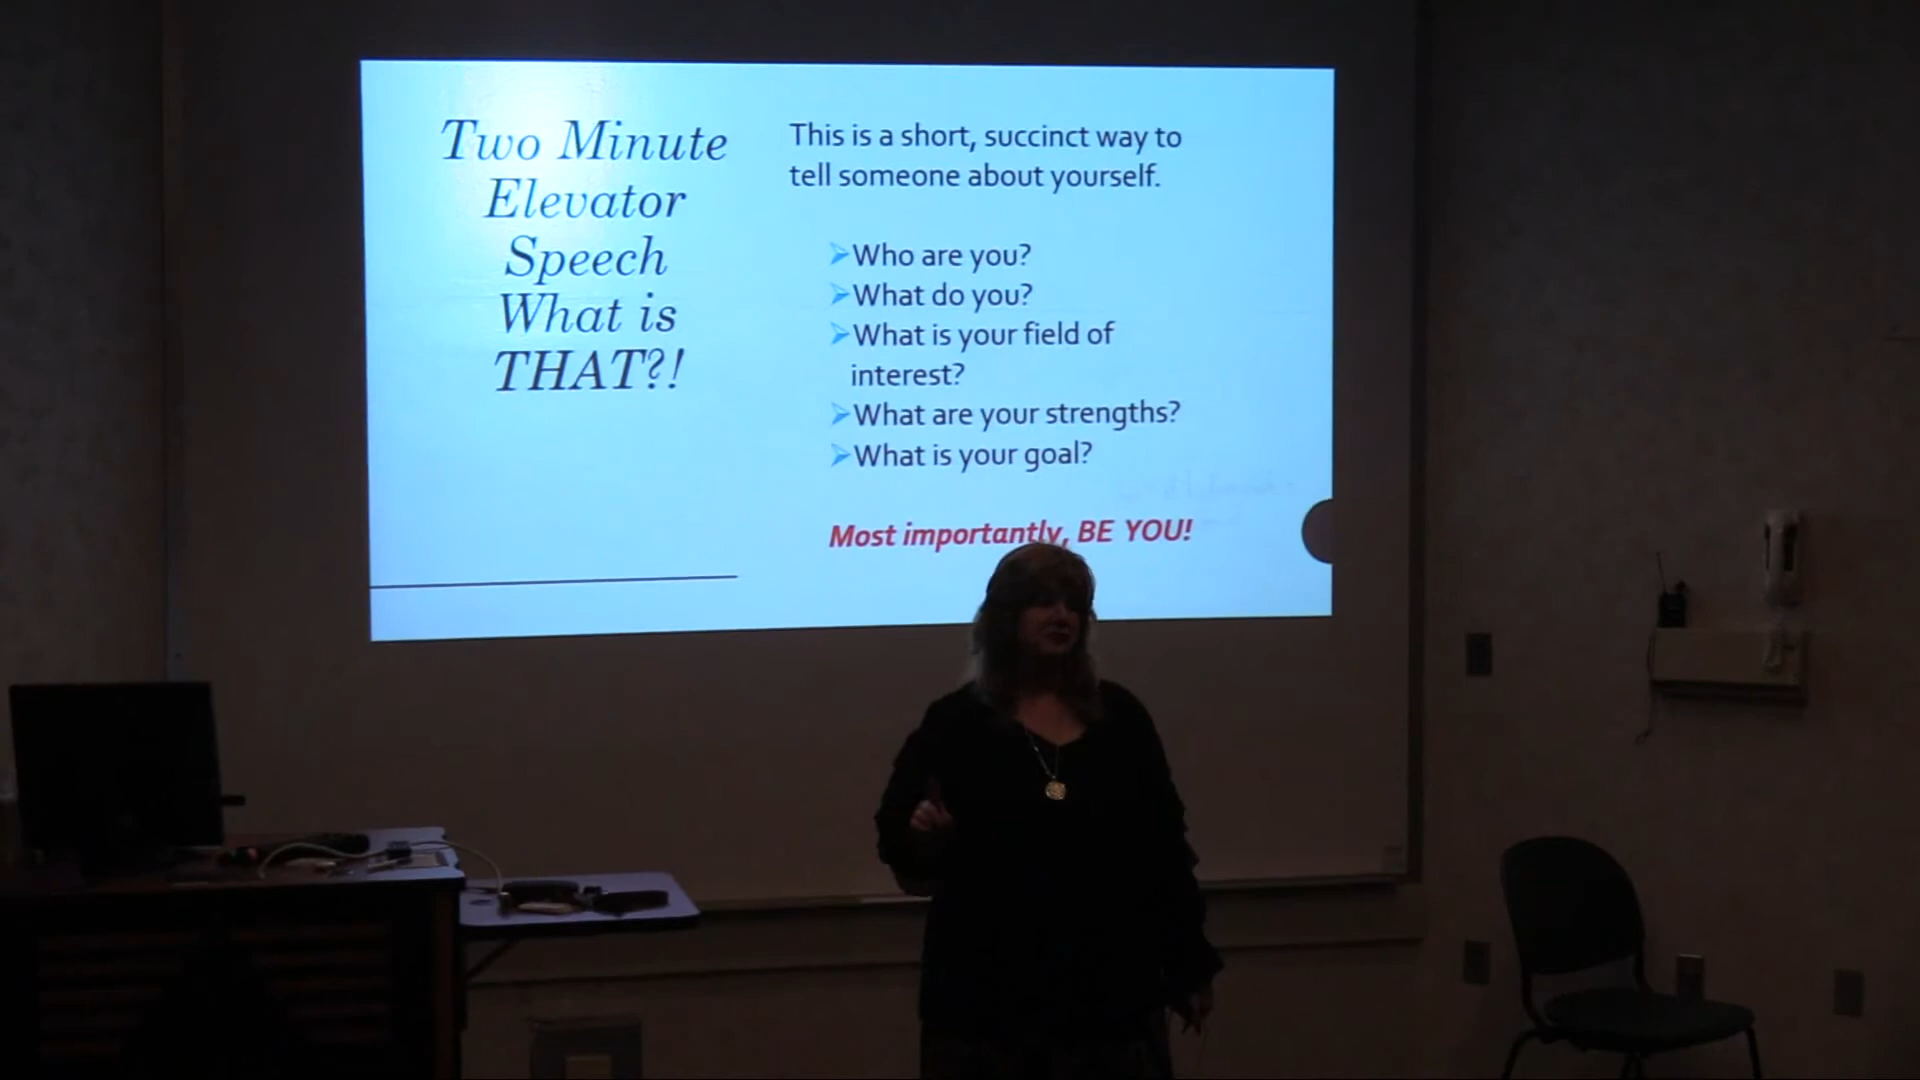 Two Minute
Elevator
Speech
What is
THAT?!
This is a short, succinct way to
tell someone about yourself.
Who are you?
What do you?
What is your field of
interest?
What are your strengths?
What is your goal?
Most importantly, BE YOU!